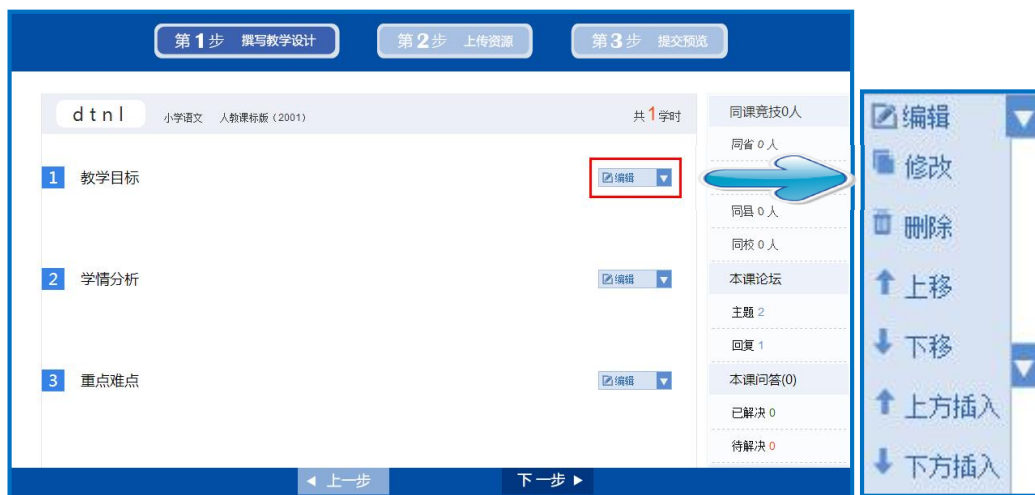 第1步 撰写教学设计
第2步 上传资源
第3步 提交预览
dtnl 小学语文 人教课标版（2001） 共1学时
1 教学目标 编辑
2 学情分析 编辑
3 重点难点 编辑
同课竞技0人
同省 0 人
同县 0 人
同校 0 人
本课论坛
主题 2
回复 1
本课问答(0)
已解决 0
待解决 0
上一步
下一步
编辑
修改
删除
上移
下移
上方插入
下方插入